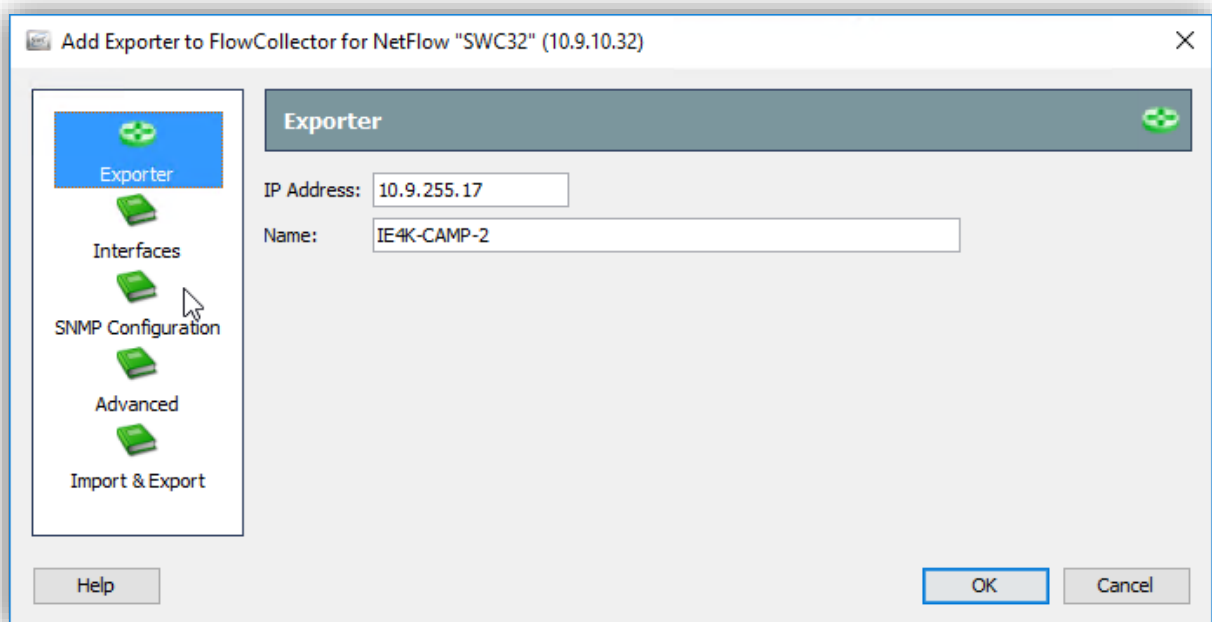 Add Exporter to FlowCollector for NetFlow "SWC32" (10.9.10.32)
Exporter
Interfaces
SNMP Configuration
Advanced
Import & Export
Exporter
IP Address: 10.9.255.17
Name: IE4K-CAMP-2
Help
OK
Cancel